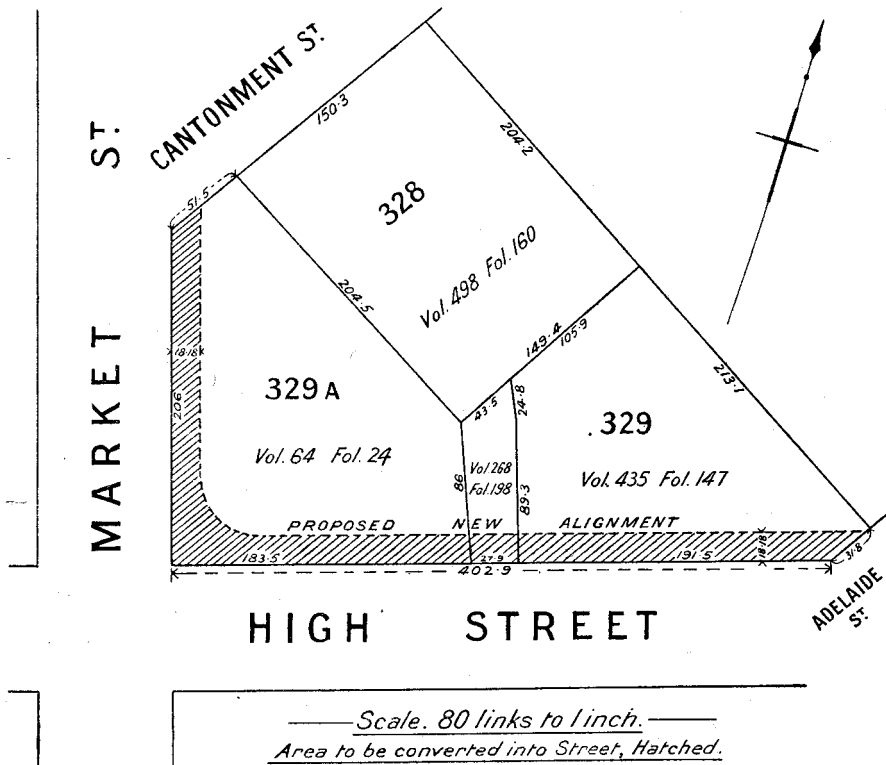 CANTONMENT ST.
MARKET ST.
150·3
51·5
204·2
328
Vol. 498 Fol. 160
204·5
18·18
206
329A
Vol. 64 Fol. 24
149·4
105·9
43·5
24·8
213·1
.329
Vol. 435 Fol. 147
Vol 268
Fol. 198
86
89·3
PROPOSED NEW ALIGNMENT
18·18
183·5
27·9
191·5
31·8
402·9
ADELAIDE ST.
HIGH STREET
Scale. 80 links to 1 inch.
Area to be converted into Street, Hatched.